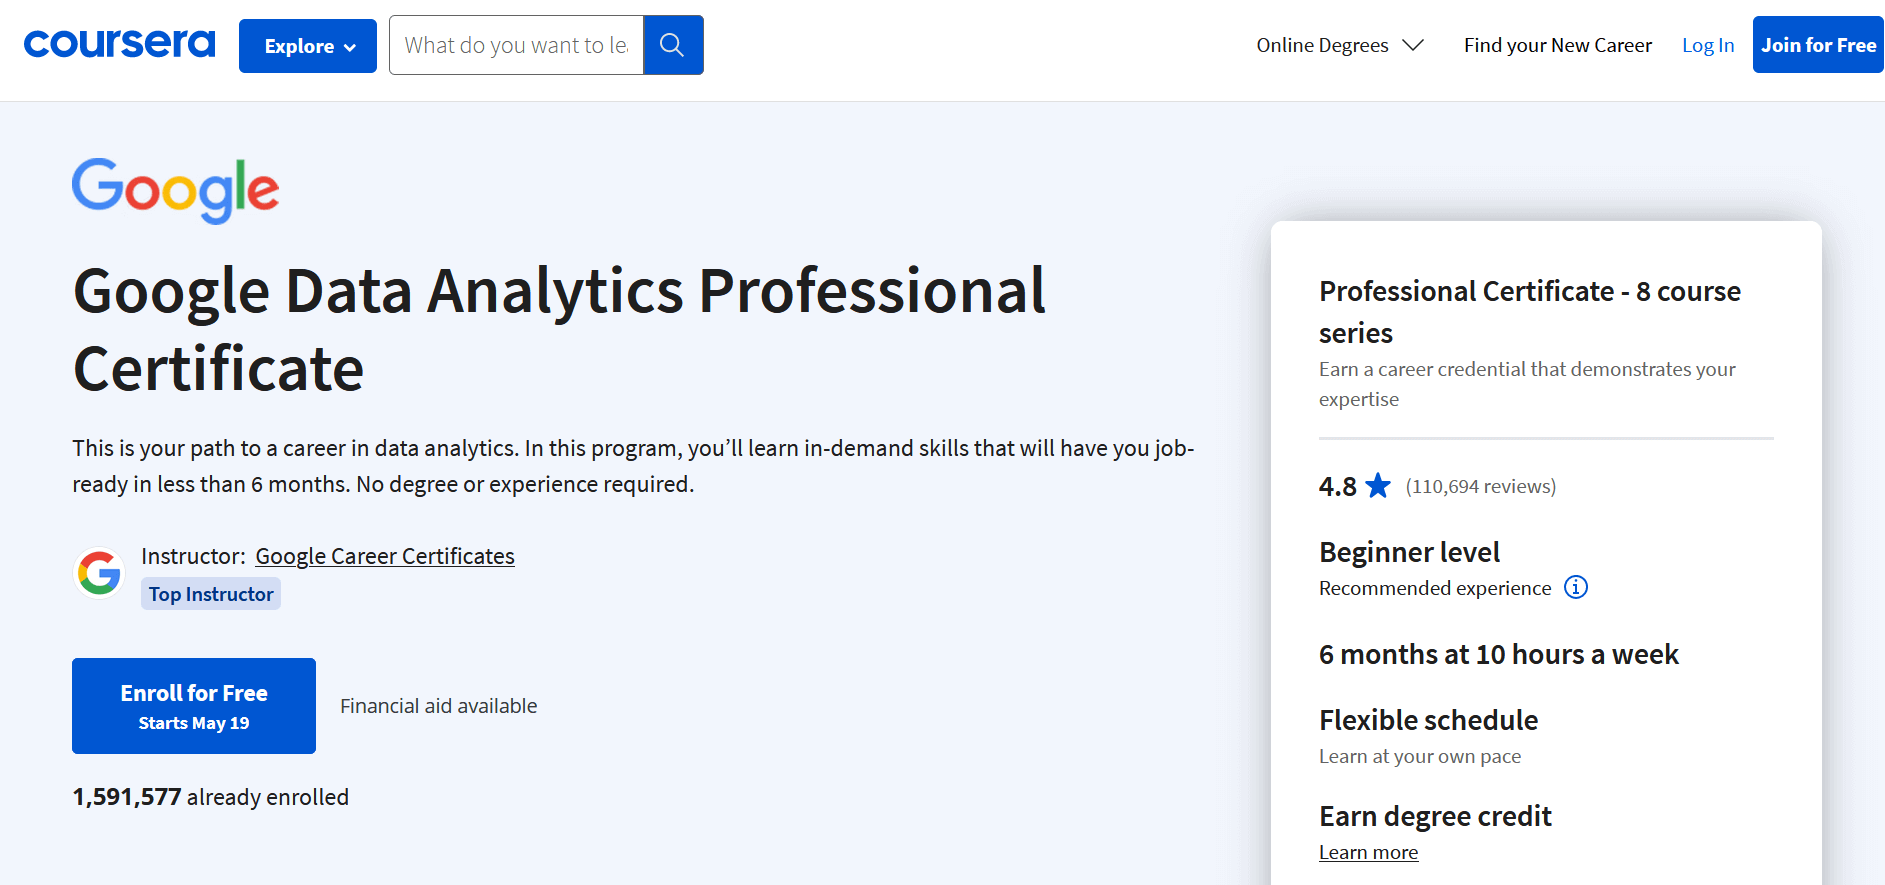 coursera
Explore
What do you want to le
Online Degrees
Find your New Career
Log In
Join for Free
Google
Google Data Analytics Professional
Certificate
This is your path to a career in data analytics. In this program, you’ll learn in-demand skills that will have you job-
ready in less than 6 months. No degree or experience required.
Instructor: Google Career Certificates
Top Instructor
Enroll for Free
Starts May 19
Financial aid available
1,591,577 already enrolled
Professional Certificate - 8 course
series
Earn a career credential that demonstrates your
expertise
4.8
(110,694 reviews)
Beginner level
Recommended experience
6 months at 10 hours a week
Flexible schedule
Learn at your own pace
Earn degree credit
Learn more